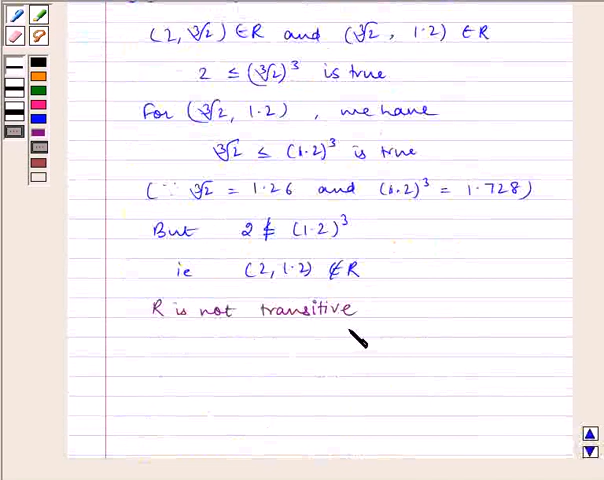 (2, ∛2) ∈ R and (∛2, 1·2) ∈ R
2 ≤ (∛2)³ is true
For (∛2, 1·2), we have
∛2 ≤ (1·2)³ is true
(∵ ∛2 = 1·26 and (1·2)³ = 1·728)
But 2 ≰ (1·2)³
ie (2, 1·2) ∉ R
R is not transitive